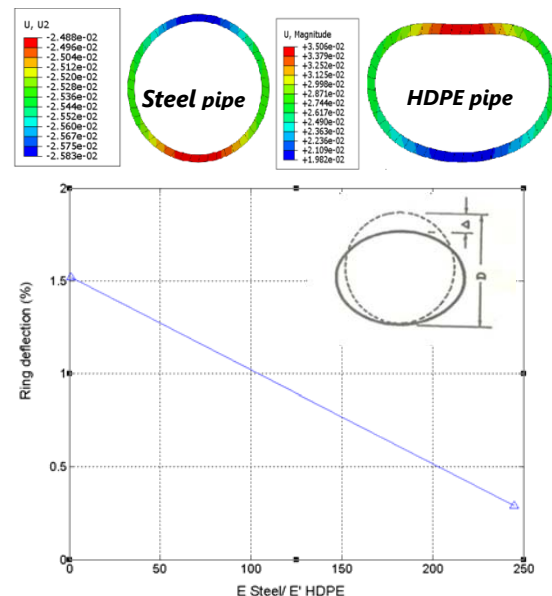 U, U2
-2.488e-02
-2.496e-02
-2.504e-02
-2.512e-02
-2.520e-02
-2.528e-02
-2.536e-02
-2.544e-02
-2.552e-02
-2.560e-02
-2.567e-02
-2.575e-02
-2.583e-02
Steel pipe
U, Magnitude
+3.506e-02
+3.379e-02
+3.252e-02
+3.125e-02
+2.998e-02
+2.871e-02
+2.744e-02
+2.617e-02
+2.490e-02
+2.363e-02
+2.236e-02
+2.109e-02
+1.982e-02
HDPE pipe
2
1.5
1
0.5
0
Ring deflection (%)
Δ
D
0 50 100 150 200 250
E Steel/ E' HDPE